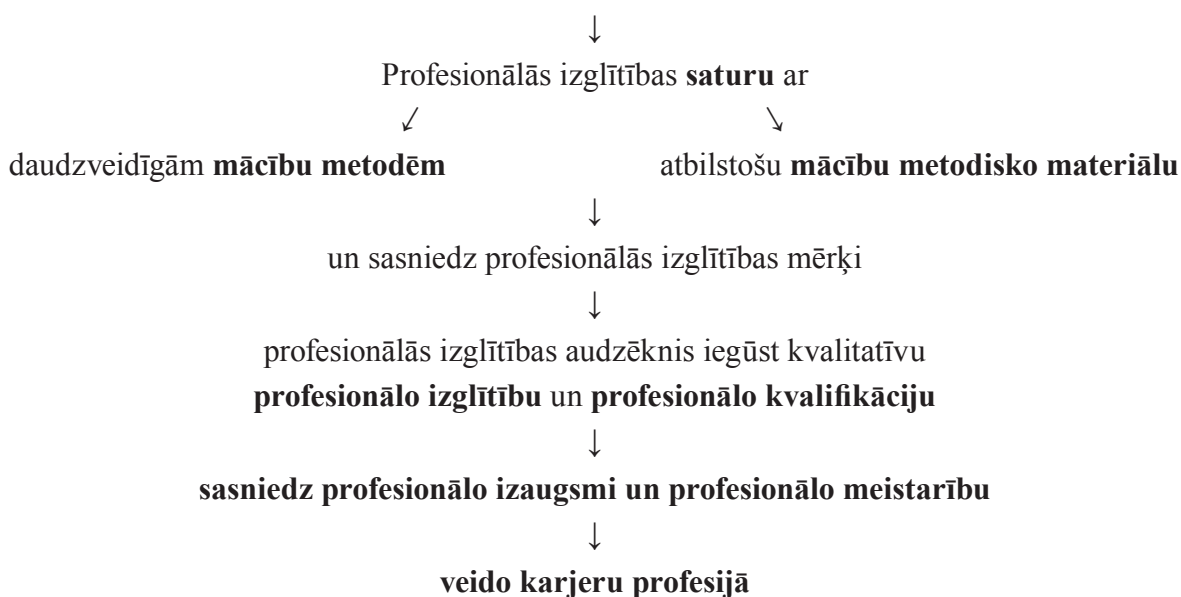 ↓
Profesionālās izglītības saturu ar
↙ ↘
daudzveidīgām mācību metodēm atbilstošu mācību metodisko materiālu
↓
un sasniedz profesionālās izglītības mērķi
↓
profesionālās izglītības audzēknis iegūst kvalitatīvu
profesionālo izglītību un profesionālo kvalifikāciju
↓
sasniedz profesionālo izaugsmi un profesionālo meistarību
↓
veido karjeru profesijā